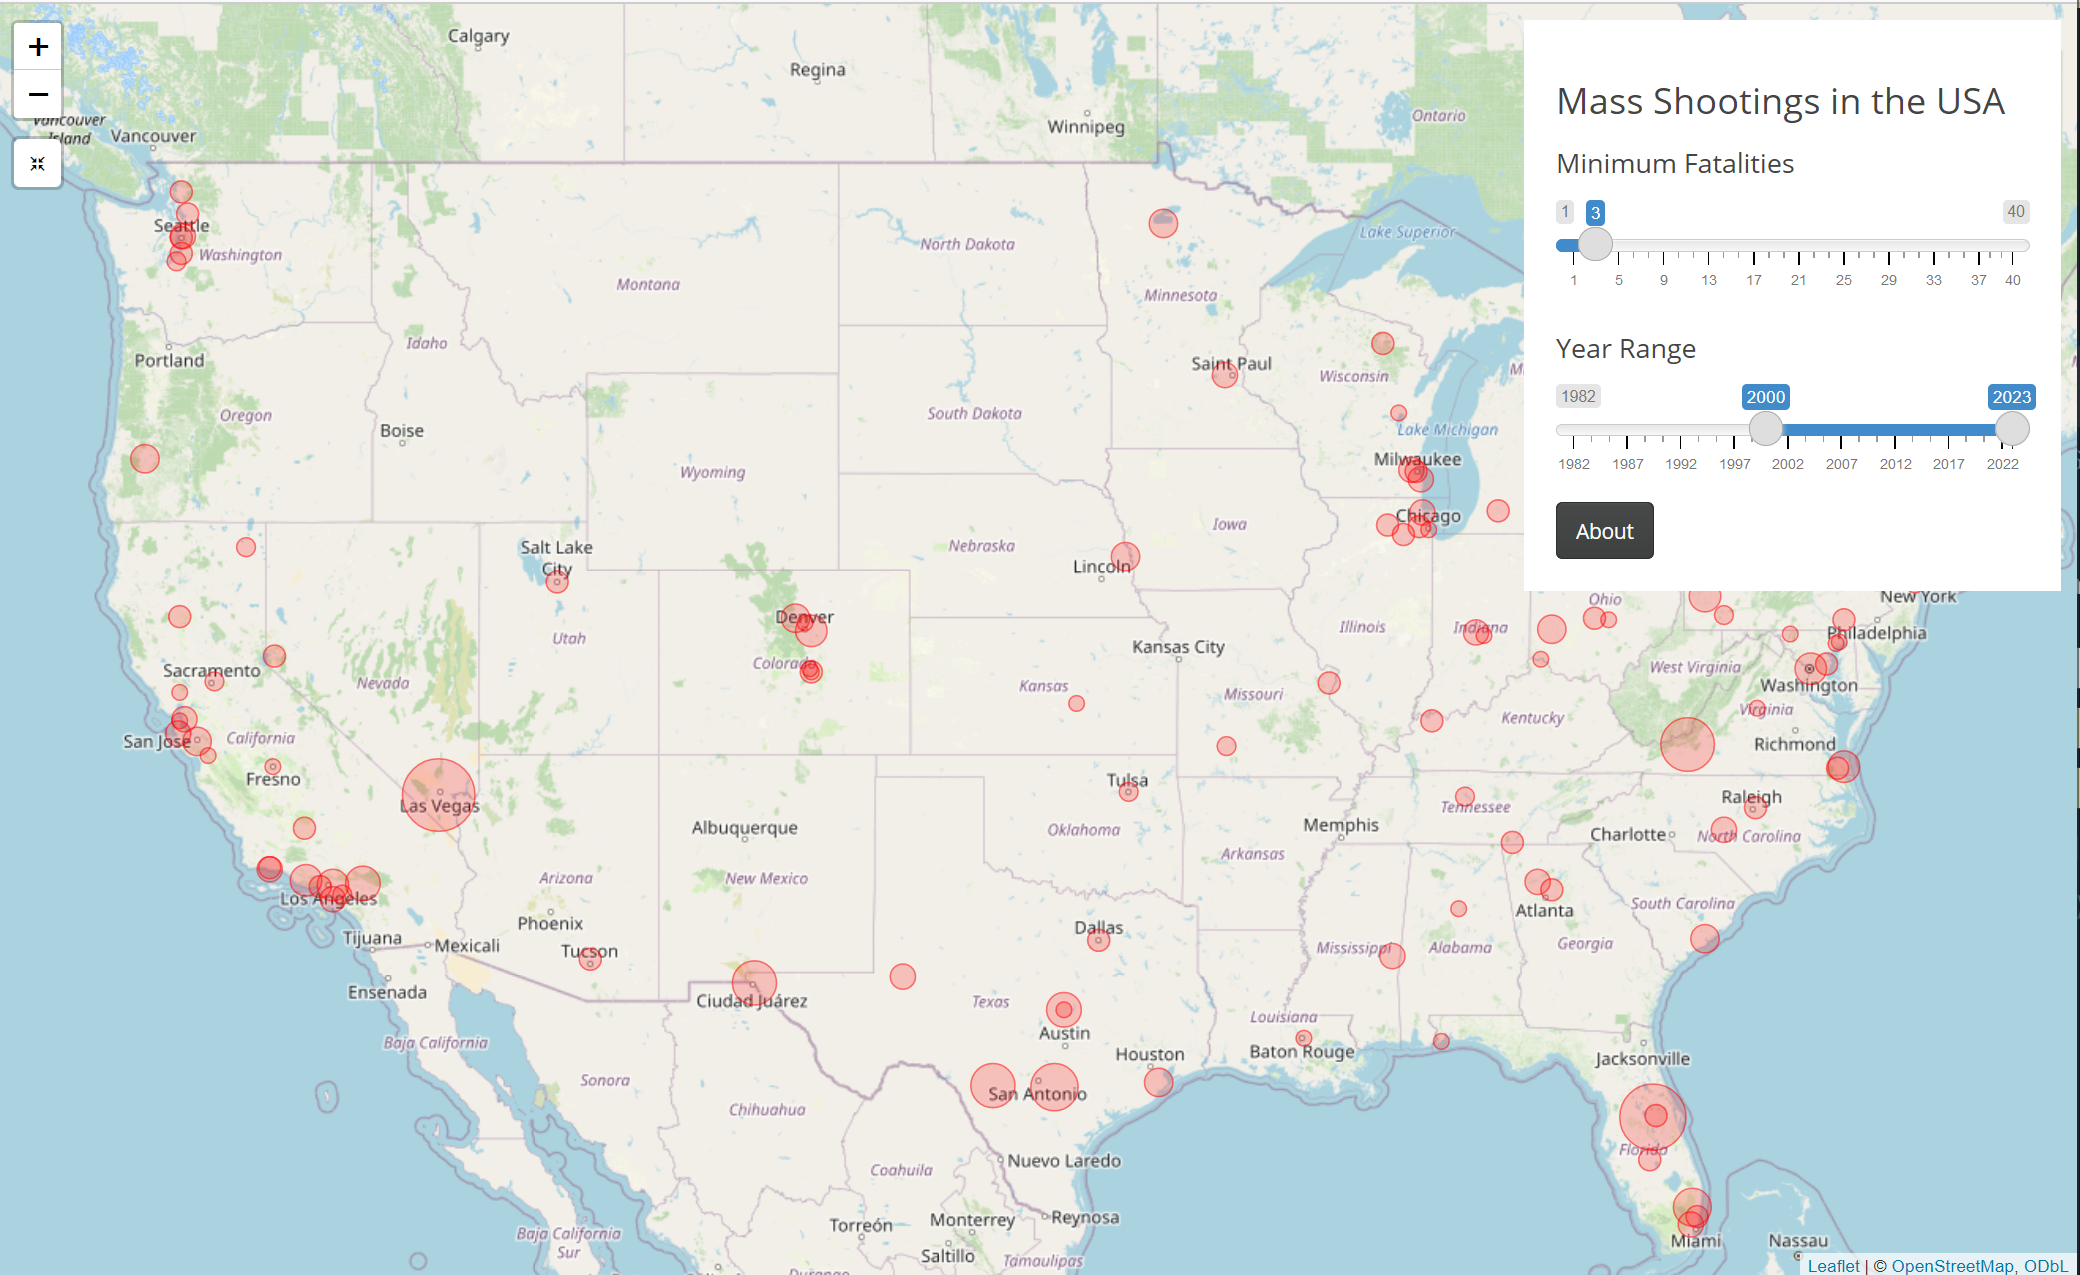 +
−
Calgary
Regina
Winnipeg
Ontario
Vancouver
Island
Vancouver
Seattle
Washington
Montana
North Dakota
Minnesota
Lake Superior
Portland
Idaho
Oregon
Boise
Wyoming
South Dakota
Saint Paul
Wisconsin
Lake Michigan
Milwaukee
Chicago
Iowa
Nebraska
Lincoln
Salt Lake
City
Utah
Denver
Colorado
Nevada
Sacramento
San Jose
California
Fresno
Las Vegas
Los Angeles
Tijuana
Mexicali
Ensenada
Baja California
Baja California
Sur
Arizona
Phoenix
Tucson
Albuquerque
New Mexico
Ciudad Juárez
Sonora
Chihuahua
Coahuila
Torreón
Durango
Monterrey
Saltillo
Reynosa
Tamaulipas
Nuevo Laredo
Kansas City
Kansas
Missouri
Illinois
Indiana
Ohio
Kentucky
West Virginia
Virginia
Washington
Philadelphia
New York
Richmond
Raleigh
North Carolina
Charlotte
Tennessee
Memphis
Arkansas
Tulsa
Oklahoma
Dallas
Texas
Austin
San Antonio
Houston
Louisiana
Baton Rouge
Mississippi
Alabama
Atlanta
Georgia
South Carolina
Jacksonville
Florida
Miami
Nassau
Mass Shootings in the USA
Minimum Fatalities
1 3 40
1 5 9 13 17 21 25 29 33 37 40
Year Range
1982 2000 2023
1982 1987 1992 1997 2002 2007 2012 2017 2022
About
Leaflet | © OpenStreetMap, ODbL